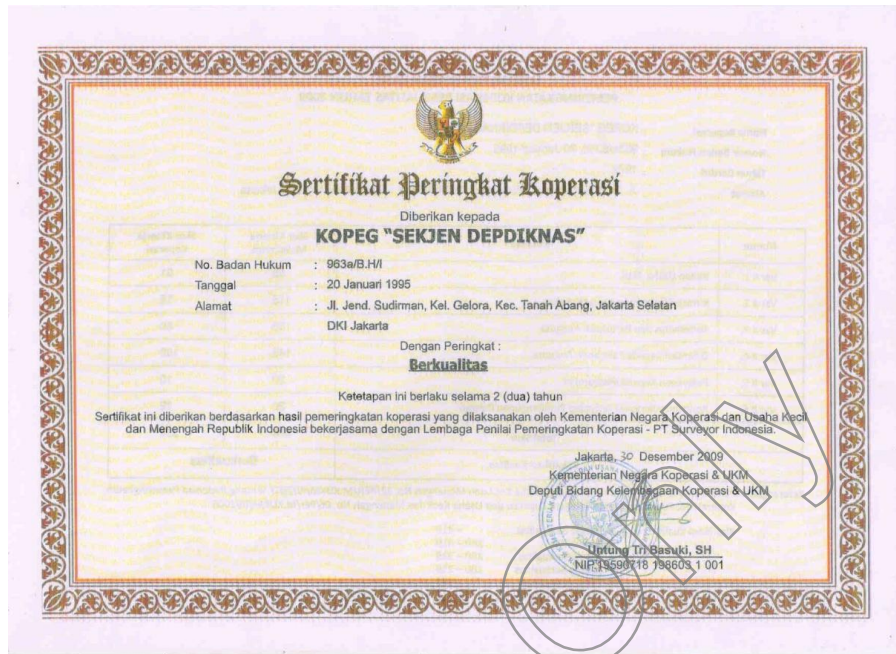 Sertifikat Peringkat Koperasi
Diberikan kepada
KOPEG "SEKJEN DEPDIKNAS"
No. Badan Hukum : 963a/B.H/I
Tanggal : 20 Januari 1995
Alamat : Jl. Jend. Sudirman, Kel. Gelora, Kec. Tanah Abang, Jakarta Selatan
DKI Jakarta
Dengan Peringkat :
Berkualitas
Ketetapan ini berlaku selama 2 (dua) tahun
Sertifikat ini diberikan berdasarkan hasil pemeringkatan koperasi yang dilaksanakan oleh Kementerian Negara Koperasi dan Usaha Kecil
dan Menengah Republik Indonesia bekerjasama dengan Lembaga Penilai Pemeringkatan Koperasi - PT Surveyor Indonesia.
Jakarta, 30 Desember 2009
Kementerian Negara Koperasi & UKM
Deputi Bidang Kelembagaan Koperasi & UKM
Untung Tri Basuki, SH
NIP.19590718 198603 1 001
Only